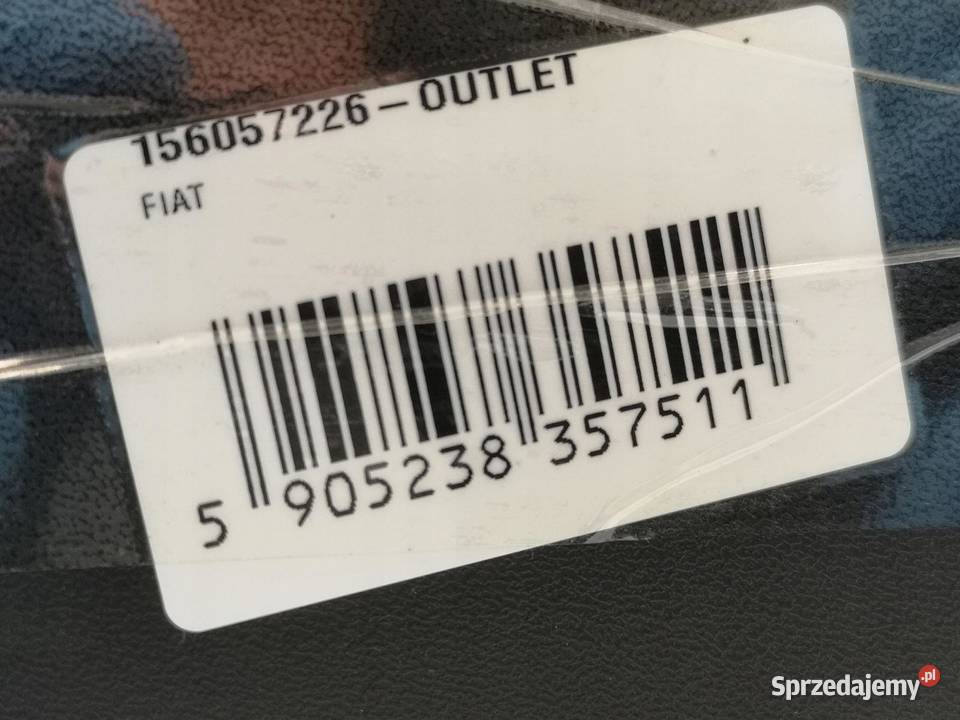 156057226-OUTLET
FIAT
5 905238 357511
Sprzedajemy.pl